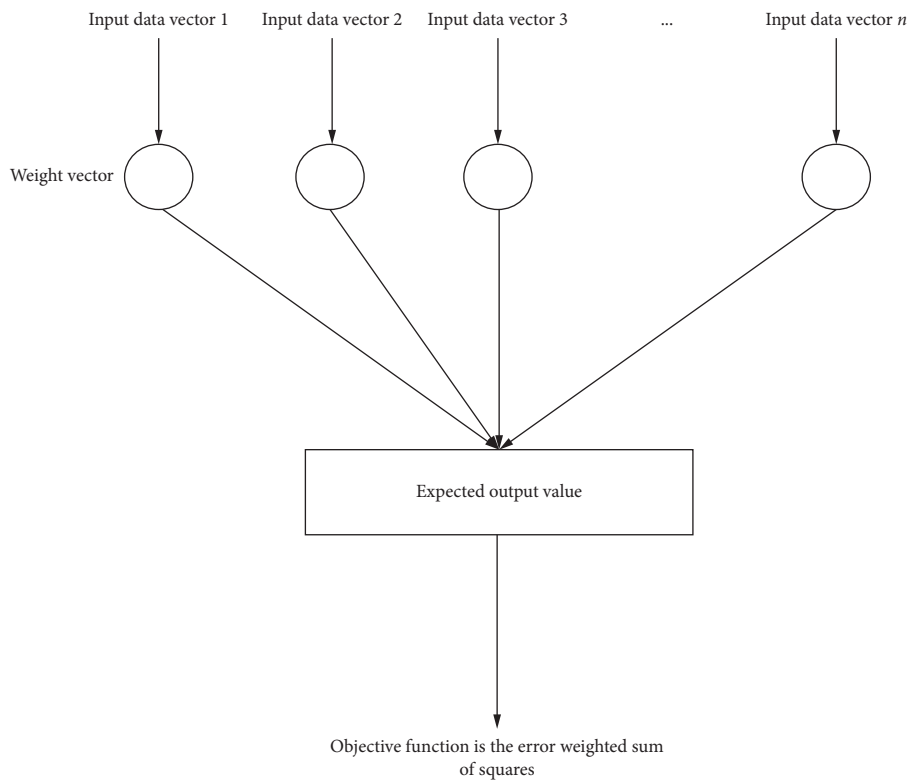 Input data vector 1
Input data vector 2
Input data vector 3
...
Input data vector n
Weight vector
Expected output value
Objective function is the error weighted sum
of squares